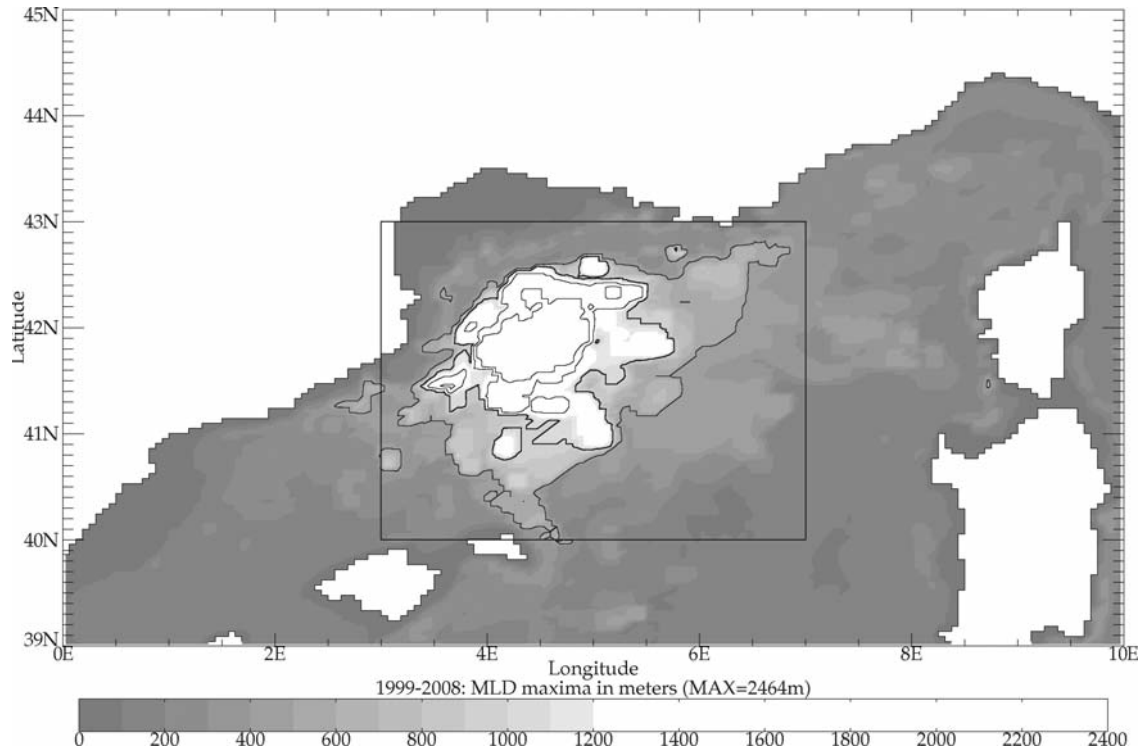 45N
44N
43N
42N
41N
40N
39N
Latitude
0E 2E 4E 6E 8E 10E
Longitude
1999-2008: MLD maxima in meters (MAX=2464m)
0 200 400 600 800 1000 1200 1400 1600 1800 2000 2200 2400